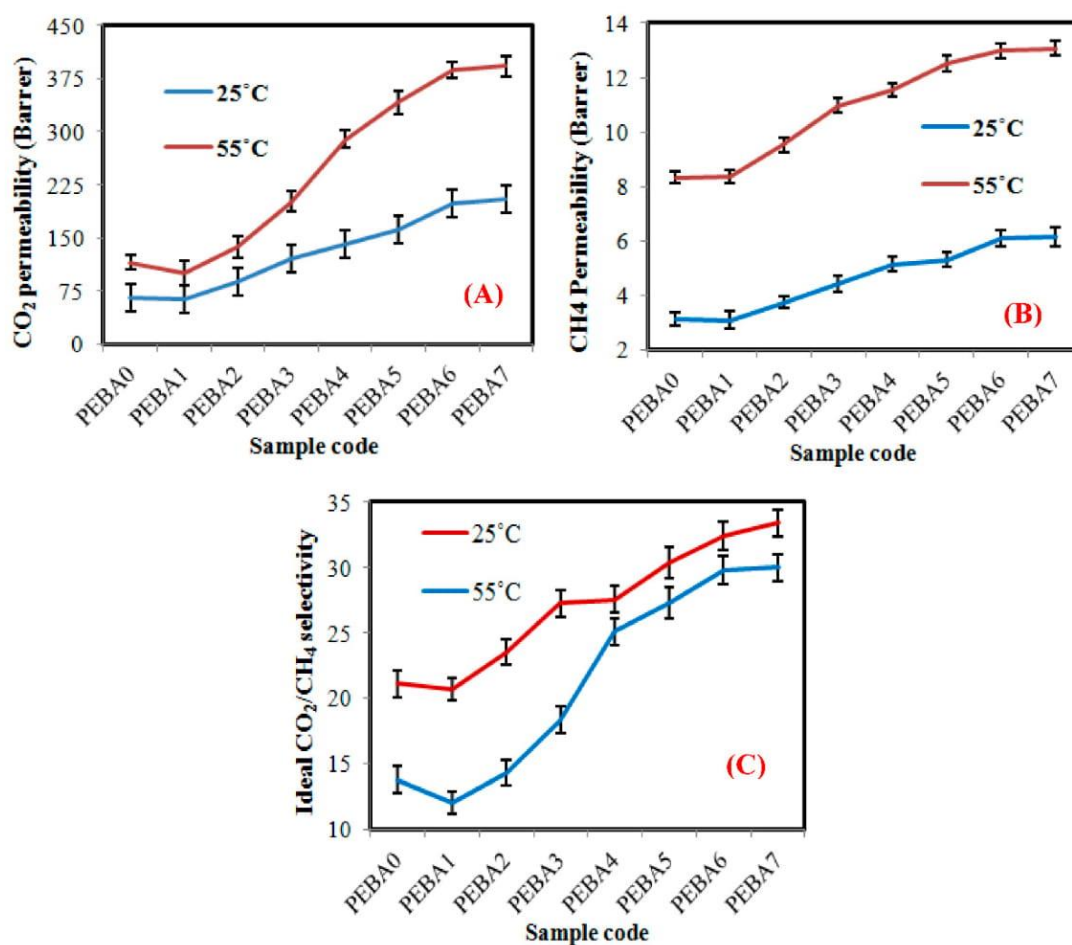 CO2 permeability (Barrer)
450
375
300
225
150
75
0
25°C
55°C
(A)
PEBA0
PEBA1
PEBA2
PEBA3
PEBA4
PEBA5
PEBA6
PEBA7
Sample code
CH4 Permeability (Barrer)
14
12
10
8
6
4
2
25°C
55°C
(B)
PEBA0
PEBA1
PEBA2
PEBA3
PEBA4
PEBA5
PEBA6
PEBA7
Sample code
Ideal CO2/CH4 selectivity
35
30
25
20
15
10
25°C
55°C
(C)
PEBA0
PEBA1
PEBA2
PEBA3
PEBA4
PEBA5
PEBA6
PEBA7
Sample code